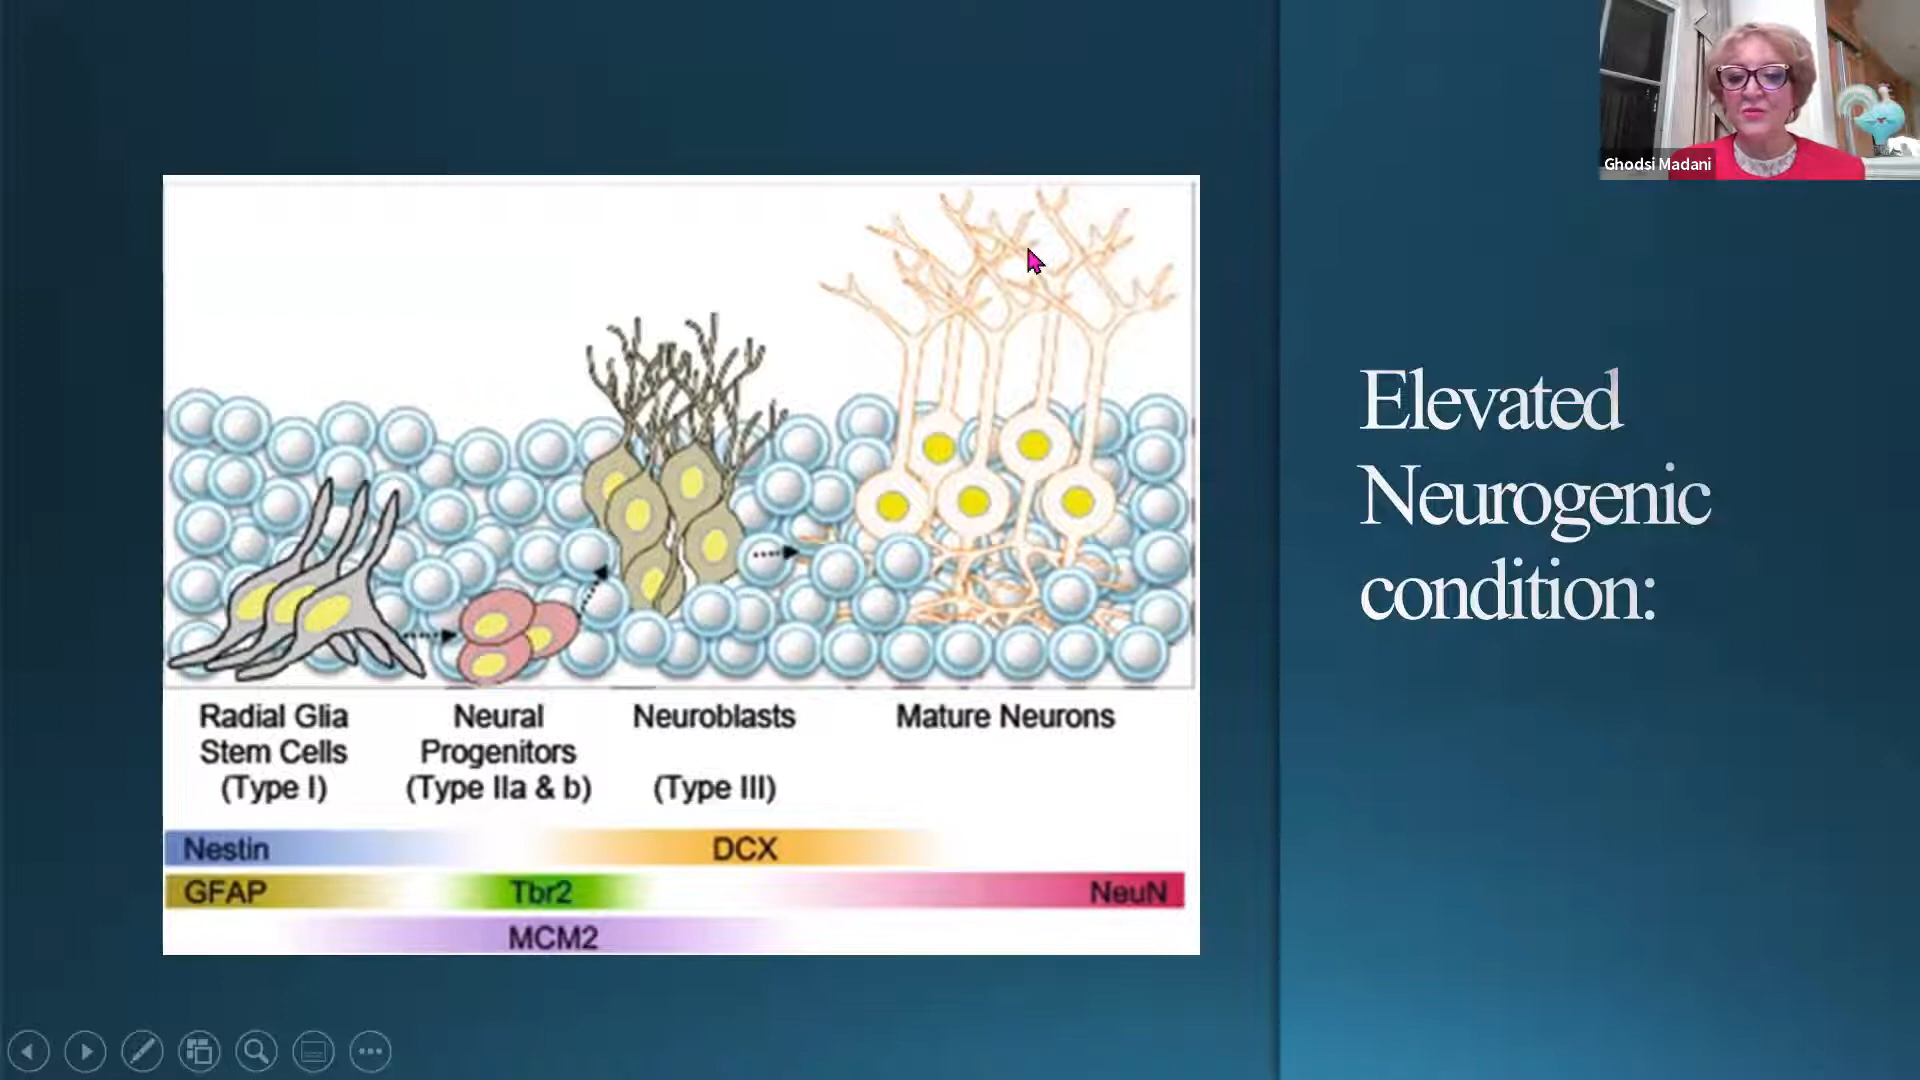 Ghodsi Madani
Elevated
Neurogenic
condition:
Radial Glia
Stem Cells
(Type I)
Neural
Progenitors
(Type IIa & b)
Neuroblasts
(Type III)
Mature Neurons
Nestin
DCX
GFAP
Tbr2
NeuN
MCM2